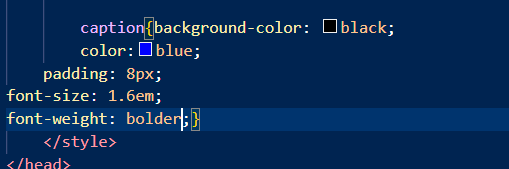 caption{background-color: black;
color: blue;
padding: 8px;
font-size: 1.6em;
font-weight: bolder;}
</style>
</head>